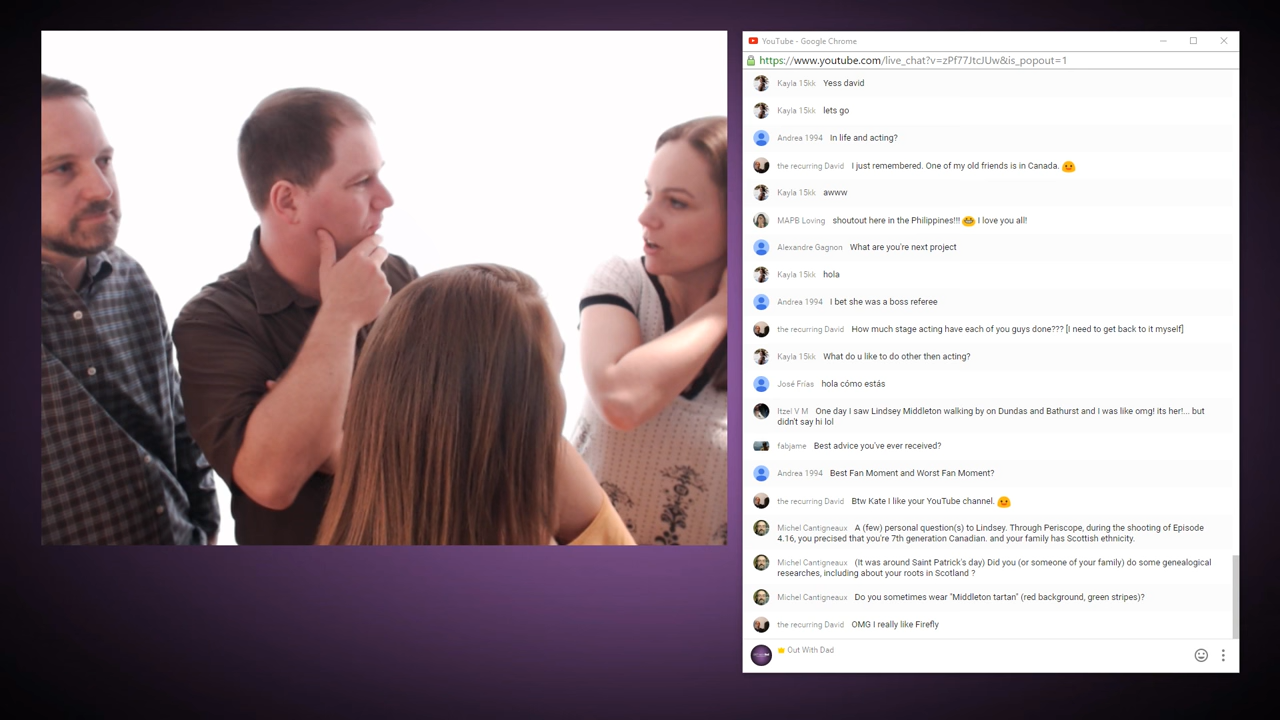 YouTube - Google Chrome
https://www.youtube.com/live_chat?v=zPf77JtcJUw&is_popout=1
Kayla 15kk Yess david
Kayla 15kk lets go
Andrea 1994 In life and acting?
the recurring David I just remembered. One of my old friends is in Canada.
Kayla 15kk awww
MAPB Loving shoutout here in the Philippines!!! I love you all!
Alexandre Gagnon What are you're next project
Kayla 15kk hola
Andrea 1994 I bet she was a boss referee
the recurring David How much stage acting have each of you guys done??? [I need to get back to it myself]
Kayla 15kk What do u like to do other then acting?
José Frías hola cómo estás
Itzel V M One day I saw Lindsey Middleton walking by on Dundas and Bathurst and I was like omg! its her!... but
didn't say hi lol
fabjame Best advice you've ever received?
Andrea 1994 Best Fan Moment and Worst Fan Moment?
the recurring David Btw Kate I like your YouTube channel.
Michel Cantigneaux A (few) personal question(s) to Lindsey. Through Periscope, during the shooting of Episode
4.16, you precised that you're 7th generation Canadian. and your family has Scottish ethnicity.
Michel Cantigneaux (It was around Saint Patrick's day) Did you (or someone of your family) do some genealogical
researches, including about your roots in Scotland ?
Michel Cantigneaux Do you sometimes wear "Middleton tartan" (red background, green stripes)?
the recurring David OMG I really like Firefly
Out With Dad